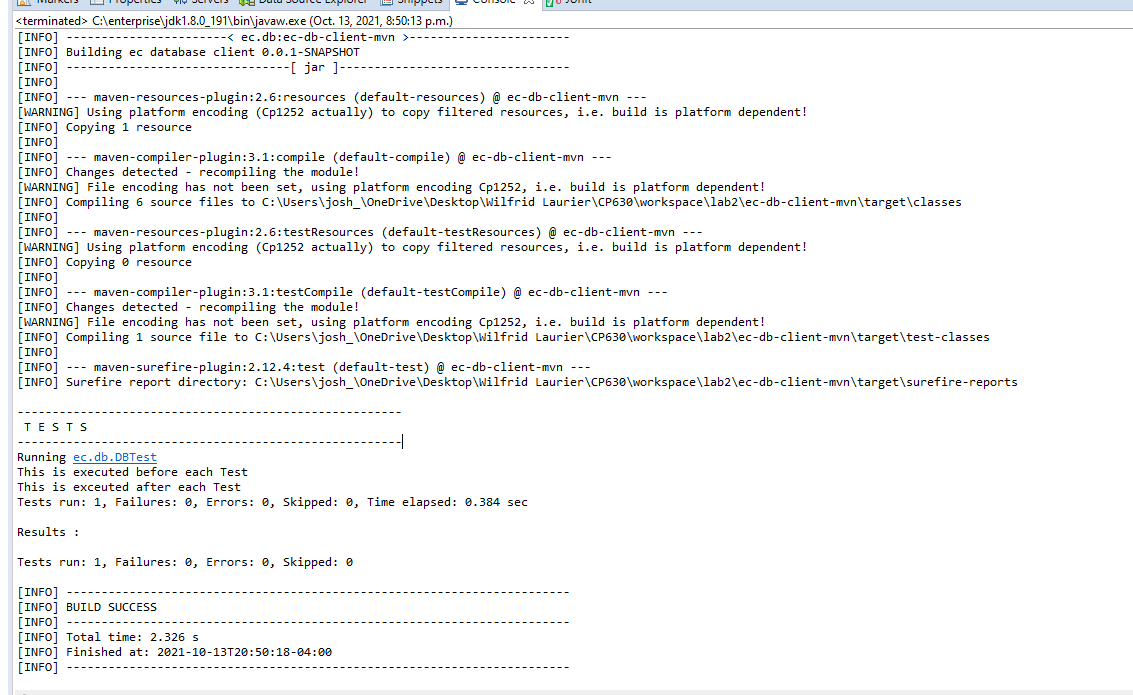 Markers Properties Servers Data Source Explorer Snippets Console JUnit
<terminated> C:\enterprise\jdk1.8.0_191\bin\javaw.exe (Oct. 13, 2021, 8:50:13 p.m.)
[INFO] -----------------------< ec.db:ec-db-client-mvn >-----------------------
[INFO] Building ec database client 0.0.1-SNAPSHOT
[INFO] --------------------------------[ jar ]---------------------------------
[INFO]
[INFO] --- maven-resources-plugin:2.6:resources (default-resources) @ ec-db-client-mvn ---
[WARNING] Using platform encoding (Cp1252 actually) to copy filtered resources, i.e. build is platform dependent!
[INFO] Copying 1 resource
[INFO]
[INFO] --- maven-compiler-plugin:3.1:compile (default-compile) @ ec-db-client-mvn ---
[INFO] Changes detected - recompiling the module!
[WARNING] File encoding has not been set, using platform encoding Cp1252, i.e. build is platform dependent!
[INFO] Compiling 6 source files to C:\Users\josh_\OneDrive\Desktop\Wilfrid Laurier\CP630\workspace\lab2\ec-db-client-mvn\target\classes
[INFO]
[INFO] --- maven-resources-plugin:2.6:testResources (default-testResources) @ ec-db-client-mvn ---
[WARNING] Using platform encoding (Cp1252 actually) to copy filtered resources, i.e. build is platform dependent!
[INFO] Copying 0 resource
[INFO]
[INFO] --- maven-compiler-plugin:3.1:testCompile (default-testCompile) @ ec-db-client-mvn ---
[INFO] Changes detected - recompiling the module!
[WARNING] File encoding has not been set, using platform encoding Cp1252, i.e. build is platform dependent!
[INFO] Compiling 1 source file to C:\Users\josh_\OneDrive\Desktop\Wilfrid Laurier\CP630\workspace\lab2\ec-db-client-mvn\target\test-classes
[INFO]
[INFO] --- maven-surefire-plugin:2.12.4:test (default-test) @ ec-db-client-mvn ---
[INFO] Surefire report directory: C:\Users\josh_\OneDrive\Desktop\Wilfrid Laurier\CP630\workspace\lab2\ec-db-client-mvn\target\surefire-reports
-------------------------------------------------------
T E S T S
-------------------------------------------------------
Running ec.db.DBTest
This is executed before each Test
This is exceuted after each Test
Tests run: 1, Failures: 0, Errors: 0, Skipped: 0, Time elapsed: 0.384 sec
Results :
Tests run: 1, Failures: 0, Errors: 0, Skipped: 0
[INFO] ------------------------------------------------------------------------
[INFO] BUILD SUCCESS
[INFO] ------------------------------------------------------------------------
[INFO] Total time: 2.326 s
[INFO] Finished at: 2021-10-13T20:50:18-04:00
[INFO] ------------------------------------------------------------------------